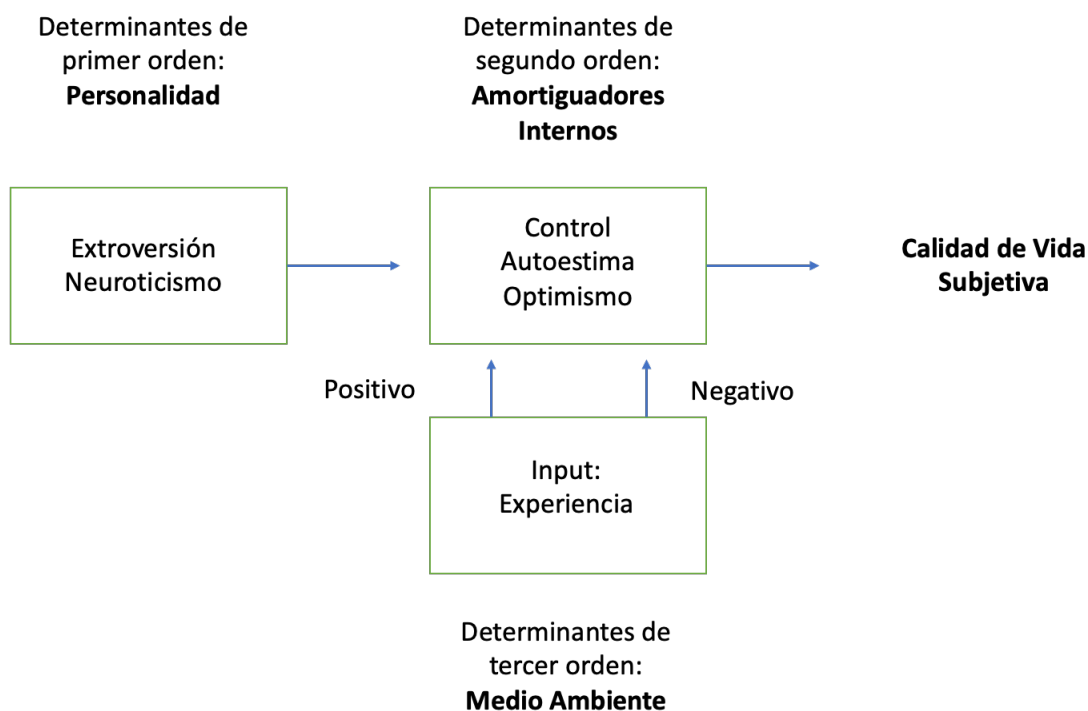 Determinantes de
primer orden:
Personalidad
Determinantes de
segundo orden:
Amortiguadores
Internos
Extroversión
Neuroticismo
Control
Autoestima
Optimismo
Calidad de Vida
Subjetiva
Positivo
Negativo
Input:
Experiencia
Determinantes de
tercer orden:
Medio Ambiente